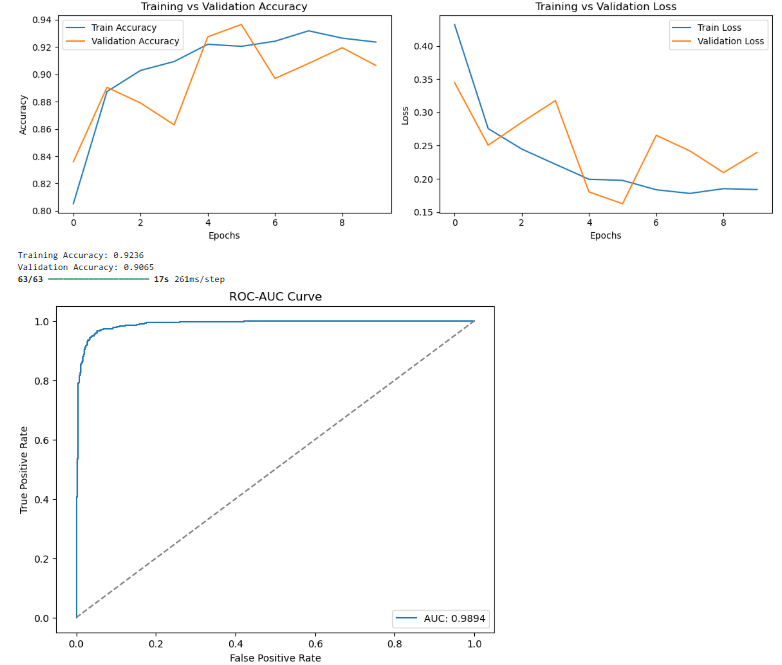 Training vs Validation Accuracy
0.94
0.92
0.90
0.88
0.86
0.84
0.82
0.80
Accuracy
Train Accuracy
Validation Accuracy
0 2 4 6 8
Epochs
Training vs Validation Loss
0.40
0.35
0.30
0.25
0.20
0.15
Loss
Train Loss
Validation Loss
0 2 4 6 8
Epochs
Training Accuracy: 0.9236
Validation Accuracy: 0.9065
63/63 ━━━━━━━━━━━━━━━━━━━━ 17s 261ms/step
ROC-AUC Curve
1.0
0.8
0.6
0.4
0.2
0.0
True Positive Rate
AUC: 0.9894
0.0 0.2 0.4 0.6 0.8 1.0
False Positive Rate